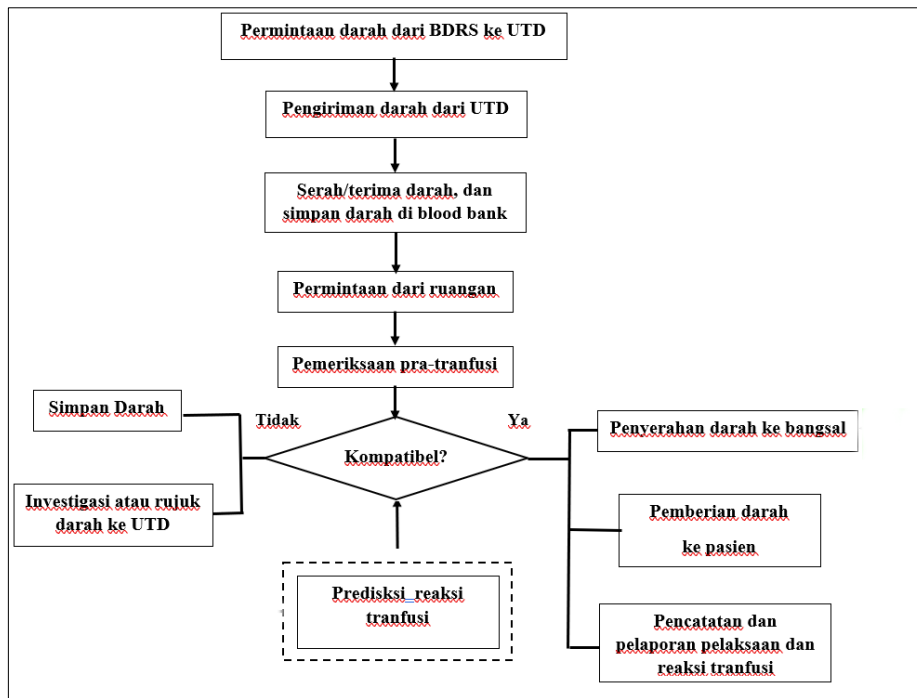 Permintaan darah dari BDRS ke UTD
Pengiriman darah dari UTD
Serah/terima darah, dan
simpan darah di blood bank
Permintaan dari ruangan
Pemeriksaan pra-tranfusi
Simpan Darah
Tidak
Ya
Penyerahan darah ke bangsal
Kompatibel?
Investigasi atau rujuk
darah ke UTD
Pemberian darah
ke pasien
Predisksi reaksi
tranfusi
Pencatatan dan
pelaporan pelaksaan dan
reaksi tranfusi